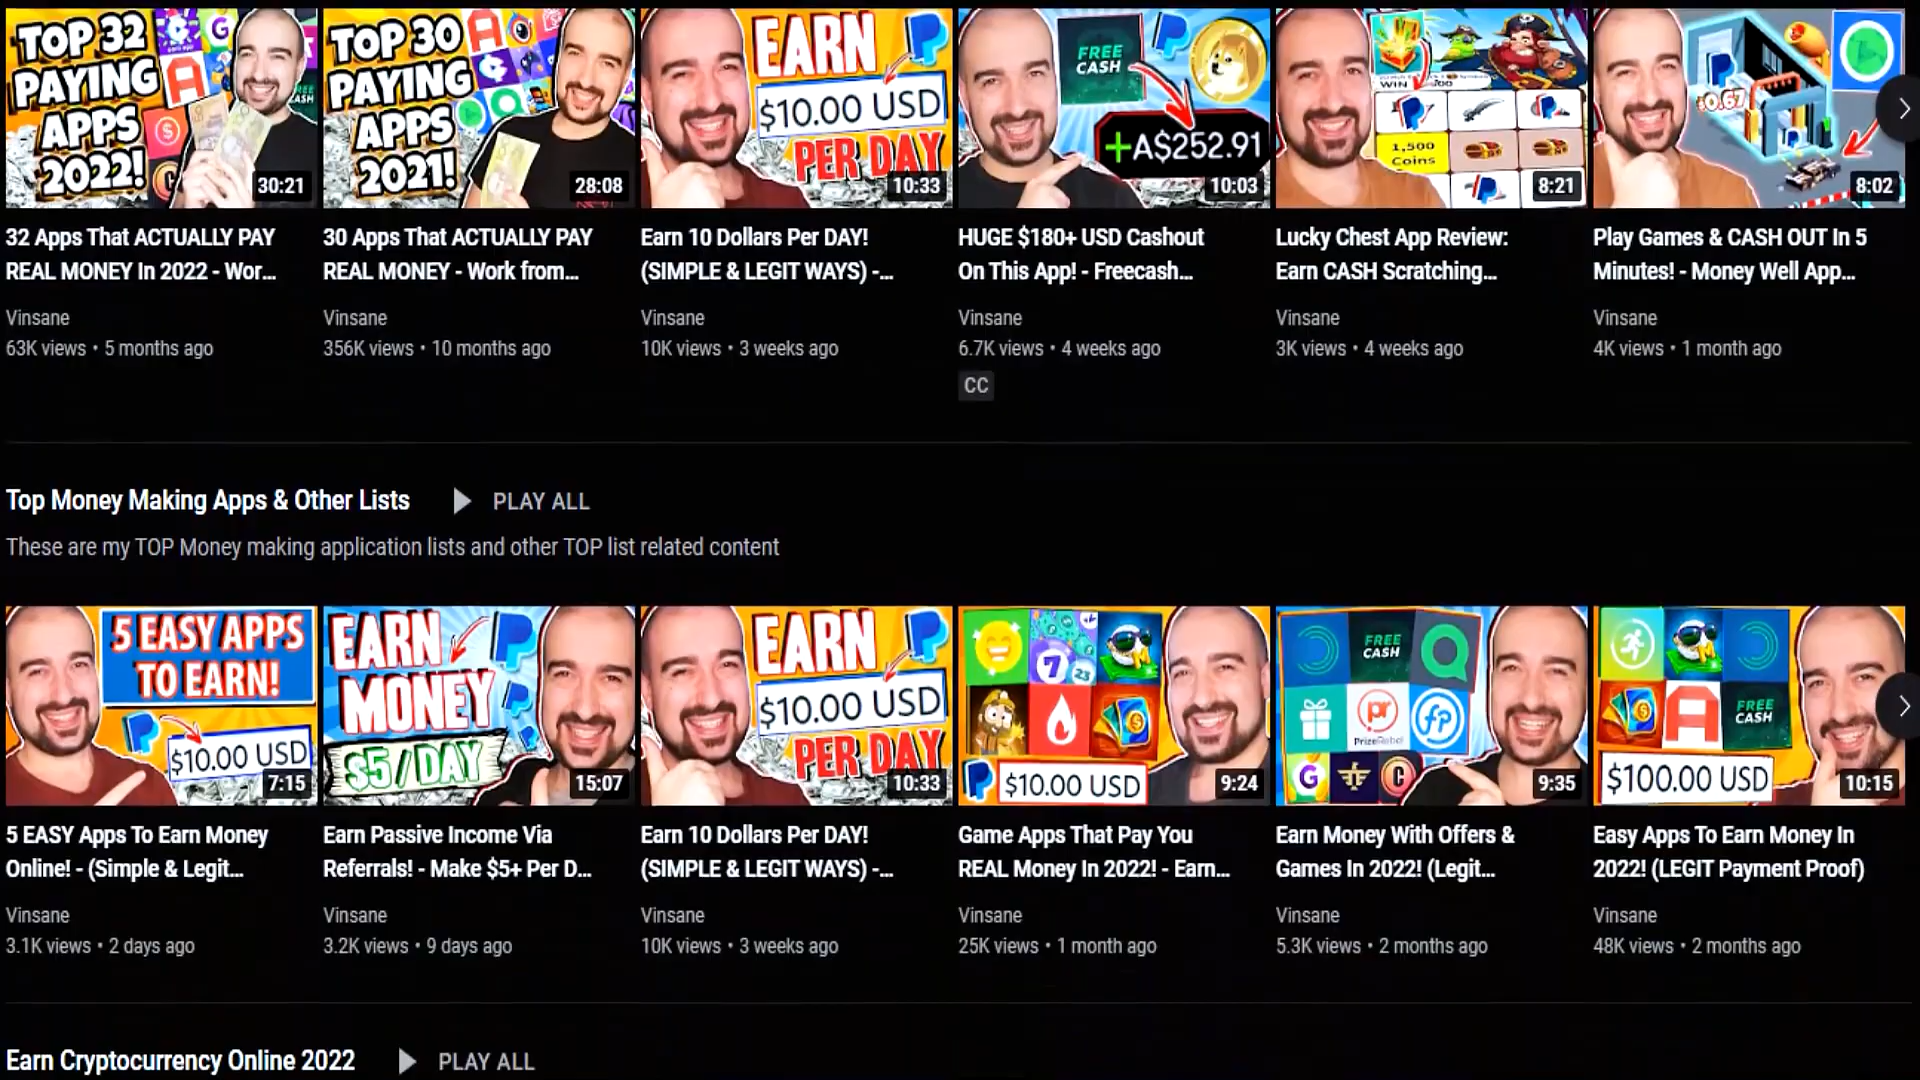 TOP 32
PAYING
APPS
2022!
FREE
CASH
30:21
TOP 30
PAYING
APPS
2021!
28:08
EARN
$10.00 USD
PER DAY
10:33
FREE
CASH
+A$252.91
10:03
WIN
1,500
Coins
8:21
$0.67
8:02
32 Apps That ACTUALLY PAY
REAL MONEY In 2022 - Wor...
Vinsane
63K views • 5 months ago
30 Apps That ACTUALLY PAY
REAL MONEY - Work from...
Vinsane
356K views • 10 months ago
Earn 10 Dollars Per DAY!
(SIMPLE & LEGIT WAYS) -...
Vinsane
10K views • 3 weeks ago
HUGE $180+ USD Cashout
On This App! - Freecash...
Vinsane
6.7K views • 4 weeks ago
CC
Lucky Chest App Review:
Earn CASH Scratching...
Vinsane
3K views • 4 weeks ago
Play Games & CASH OUT In 5
Minutes! - Money Well App...
Vinsane
4K views • 1 month ago
Top Money Making Apps & Other Lists
PLAY ALL
These are my TOP Money making application lists and other TOP list related content
5 EASY APPS
TO EARN!
$10.00 USD
7:15
EARN
MONEY
$5/DAY
15:07
EARN
$10.00 USD
PER DAY
10:33
7
23
$10.00 USD
9:24
FREE
CASH
pr
PrizeRebel
fp
G
C
9:35
FREE
CASH
$100.00 USD
10:15
5 EASY Apps To Earn Money
Online! - (Simple & Legit...
Vinsane
3.1K views • 2 days ago
Earn Passive Income Via
Referrals! - Make $5+ Per D...
Vinsane
3.2K views • 9 days ago
Earn 10 Dollars Per DAY!
(SIMPLE & LEGIT WAYS) -...
Vinsane
10K views • 3 weeks ago
Game Apps That Pay You
REAL Money In 2022! - Earn...
Vinsane
25K views • 1 month ago
Earn Money With Offers &
Games In 2022! (Legit...
Vinsane
5.3K views • 2 months ago
Easy Apps To Earn Money In
2022! (LEGIT Payment Proof)
Vinsane
48K views • 2 months ago
Earn Cryptocurrency Online 2022
PLAY ALL